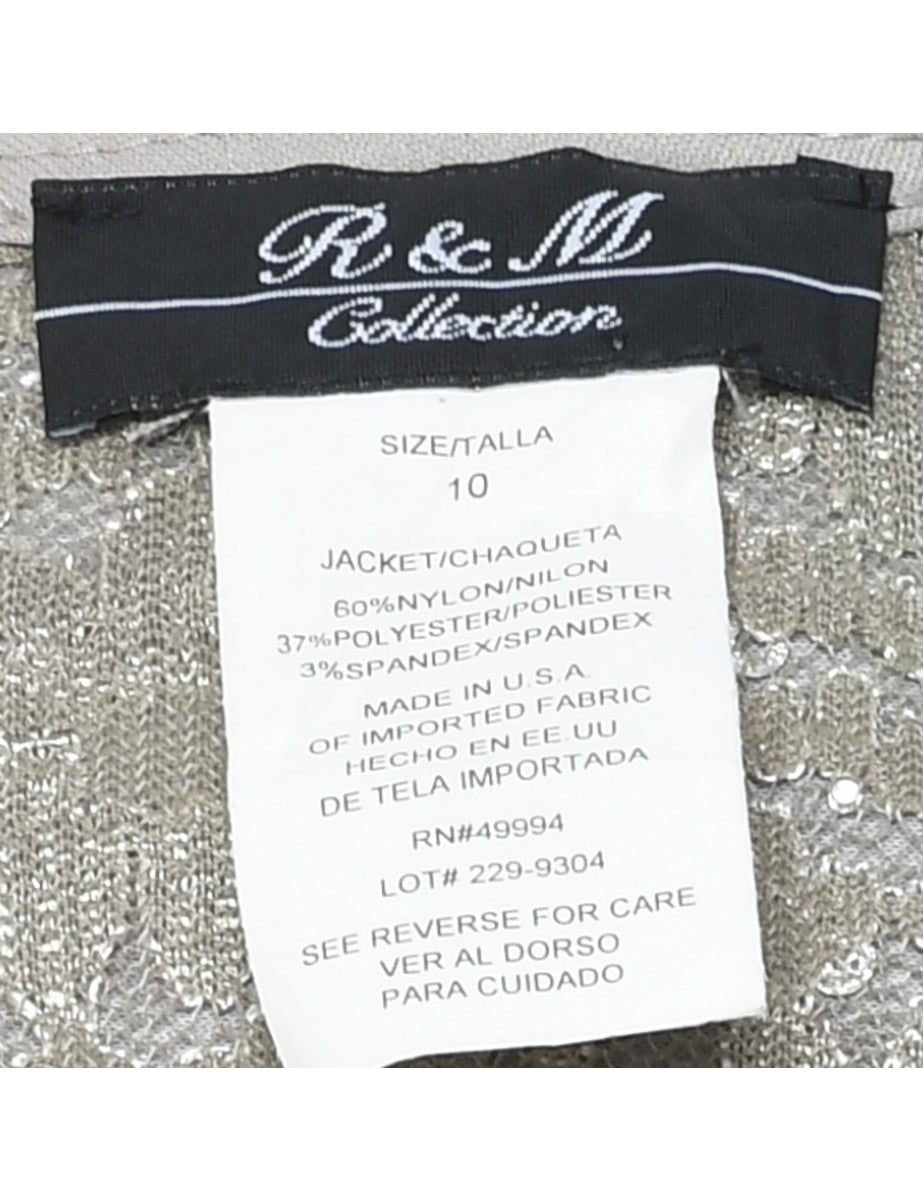 R & M
Collection
SIZE/TALLA
10
JACKET/CHAQUETA
60%NYLON/NILON
37%POLYESTER/POLIESTER
3%SPANDEX/SPANDEX
MADE IN U.S.A.
OF IMPORTED FABRIC
HECHO EN EE.UU
DE TELA IMPORTADA
RN#49994
LOT# 229-9304
SEE REVERSE FOR CARE
VER AL DORSO
PARA CUIDADO